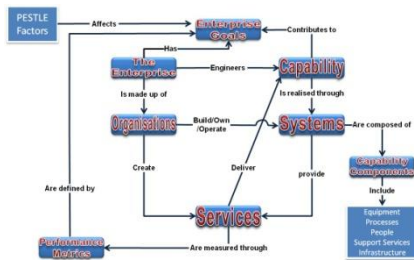 PESTLE
Factors
Affects
Enterprise
Goals
Has
Contributes to
The
Enterprise
Engineers
Capability
Is made up of
Is realised through
Organisations
Build/Own
/Operate
Systems
Are composed of
Create
Deliver
provide
Capability
Components
Are defined by
Include
Services
Equipment
Processes
People
Support Services
Infrastructure
Performance
Metrics
Are measured through